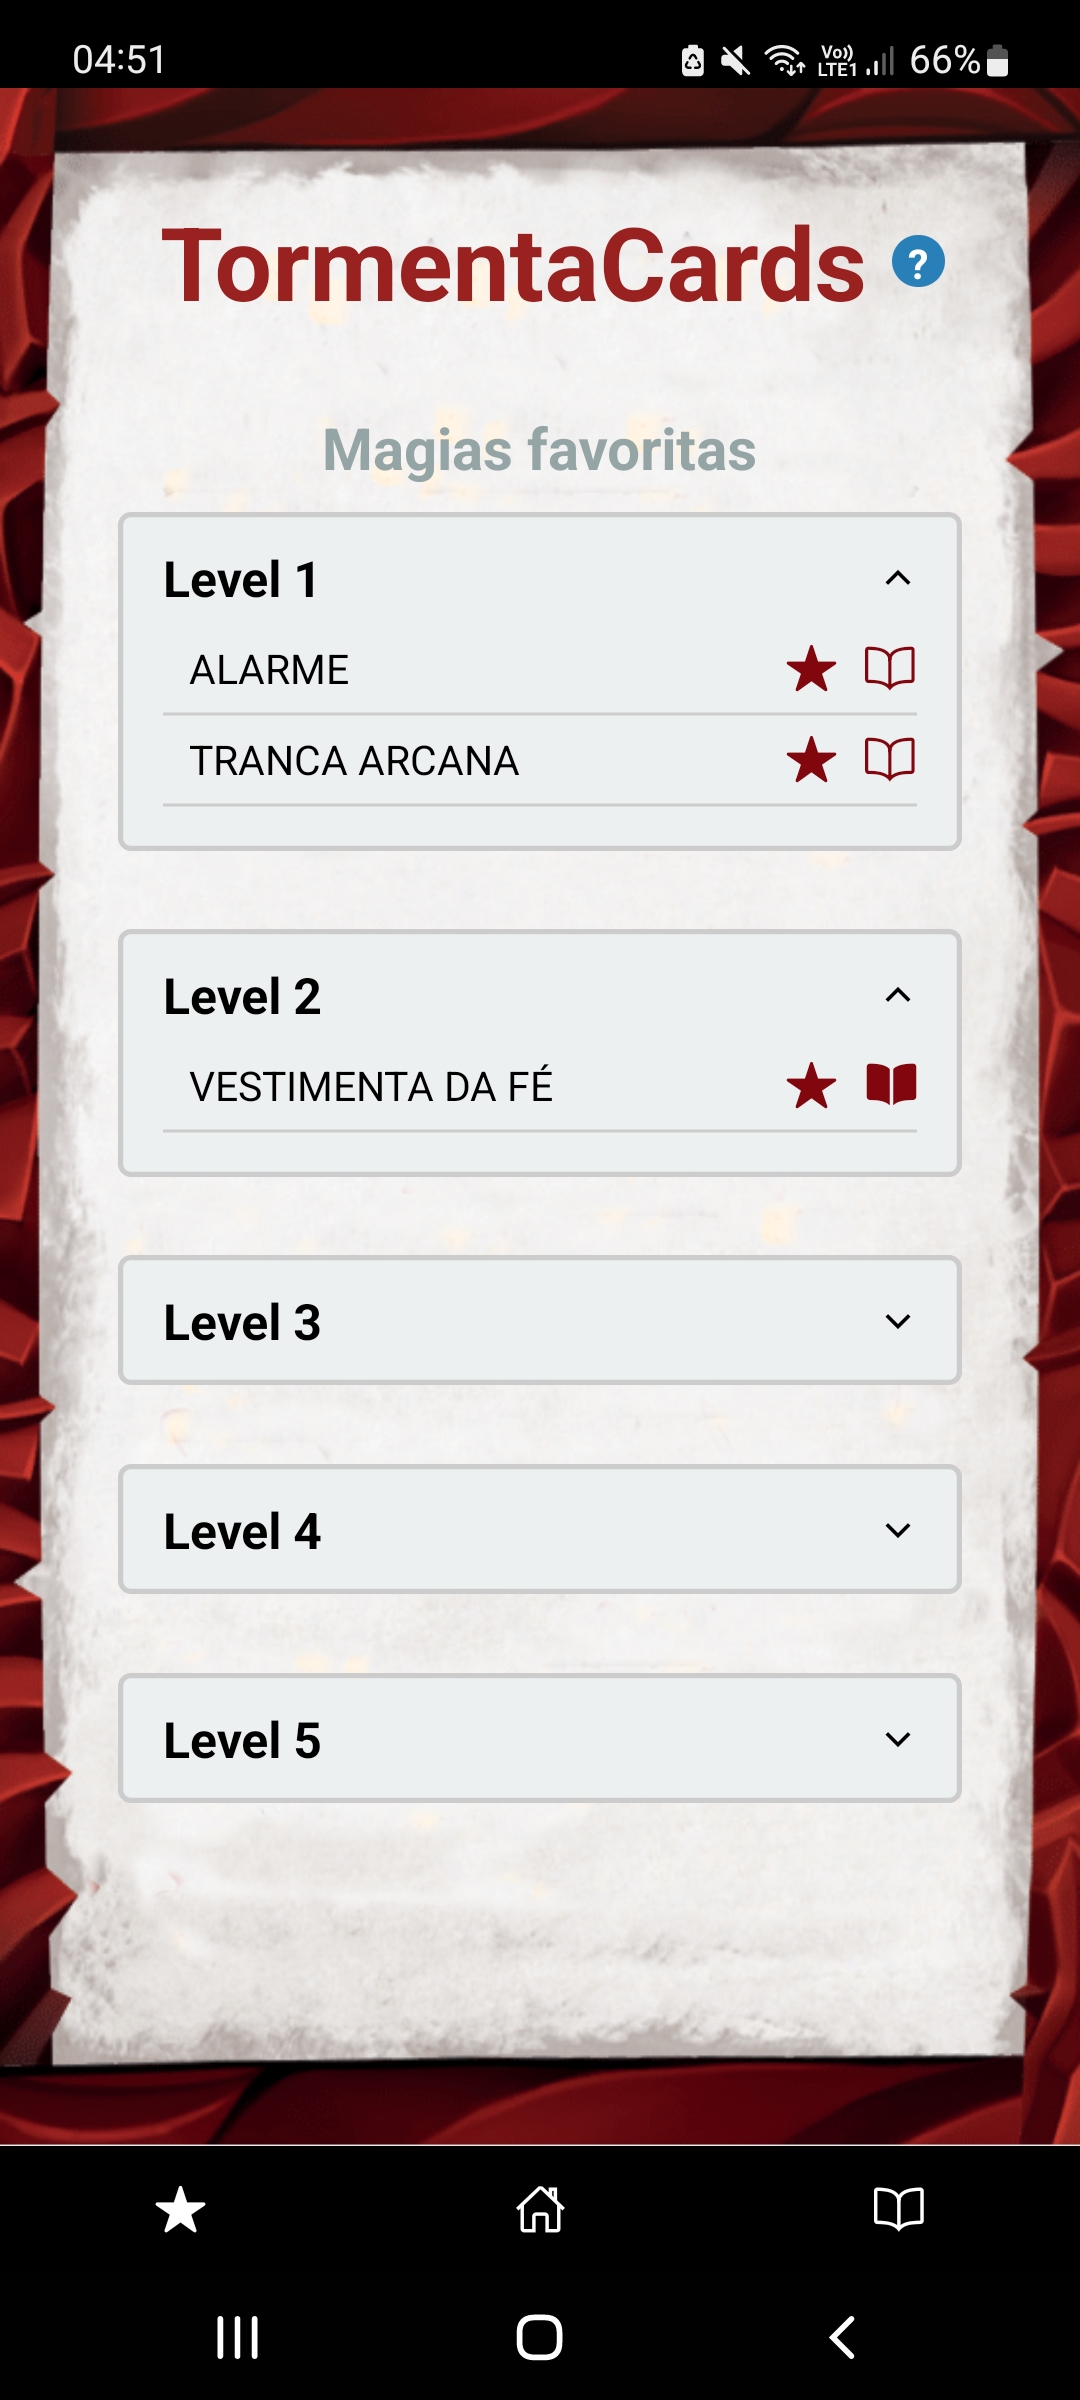 04:51
Vo))
LTE1
66%
TormentaCards ?
Magias favoritas
Level 1
ALARME
TRANCA ARCANA
Level 2
VESTIMENTA DA FÉ
Level 3
Level 4
Level 5